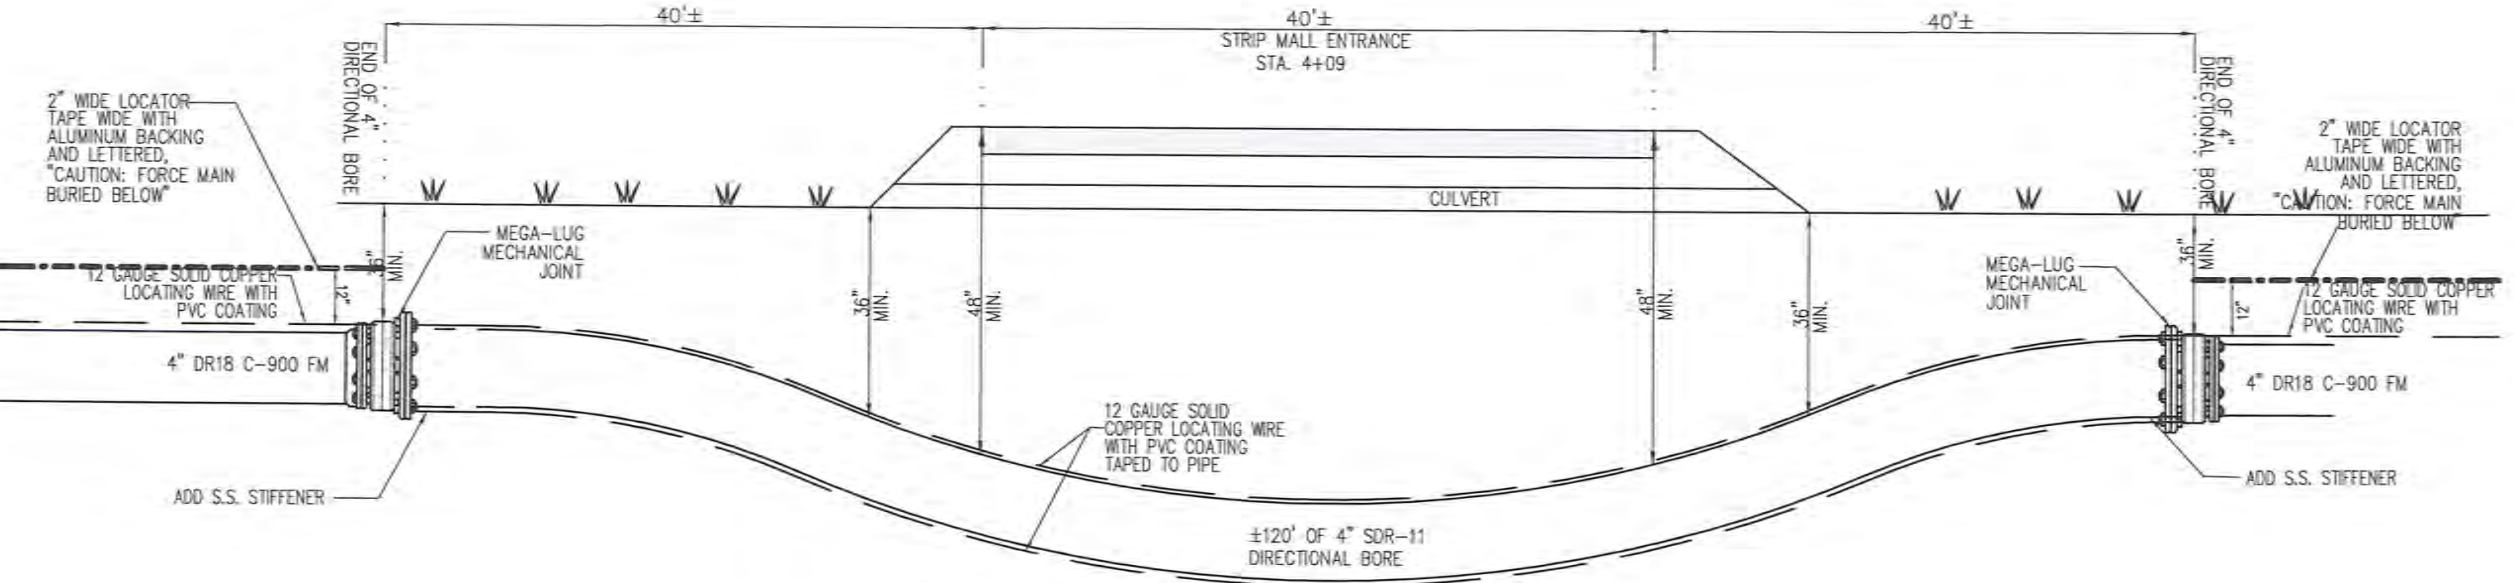 40'±
40'±
STRIP MALL ENTRANCE
STA. 4+09
40'±
END OF 4"
DIRECTIONAL BORE
END OF 4"
DIRECTIONAL BORE
2" WIDE LOCATOR
TAPE WIDE WITH
ALUMINUM BACKING
AND LETTERED,
"CAUTION: FORCE MAIN
BURIED BELOW"
2" WIDE LOCATOR
TAPE WIDE WITH
ALUMINUM BACKING
AND LETTERED,
"CAUTION: FORCE MAIN
BURIED BELOW"
CULVERT
MEGA-LUG
MECHANICAL
JOINT
36"
MIN.
12 GAUGE SOLID COPPER
LOCATING WIRE WITH
PVC COATING
12"
36"
MIN.
48"
MIN.
48"
MIN.
36"
MIN.
MEGA-LUG
MECHANICAL
JOINT
36"
MIN.
12"
12 GAUGE SOLID COPPER
LOCATING WIRE WITH
PVC COATING
4" DR18 C-900 FM
4" DR18 C-900 FM
12 GAUGE SOLID
COPPER LOCATING WIRE
WITH PVC COATING
TAPED TO PIPE
ADD S.S. STIFFENER
ADD S.S. STIFFENER
±120' OF 4" SDR-11
DIRECTIONAL BORE